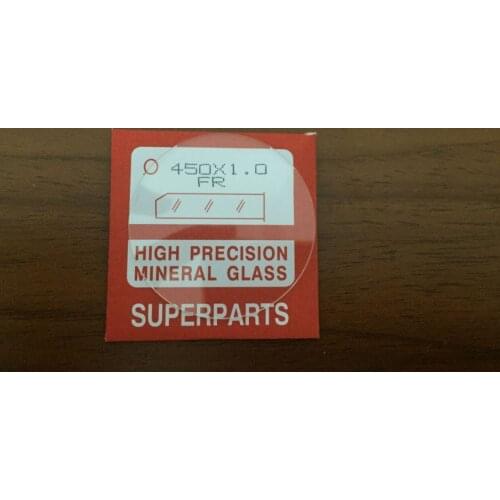 Ø 450X1.0
FR
HIGH PRECISION
MINERAL GLASS
SUPERPARTS